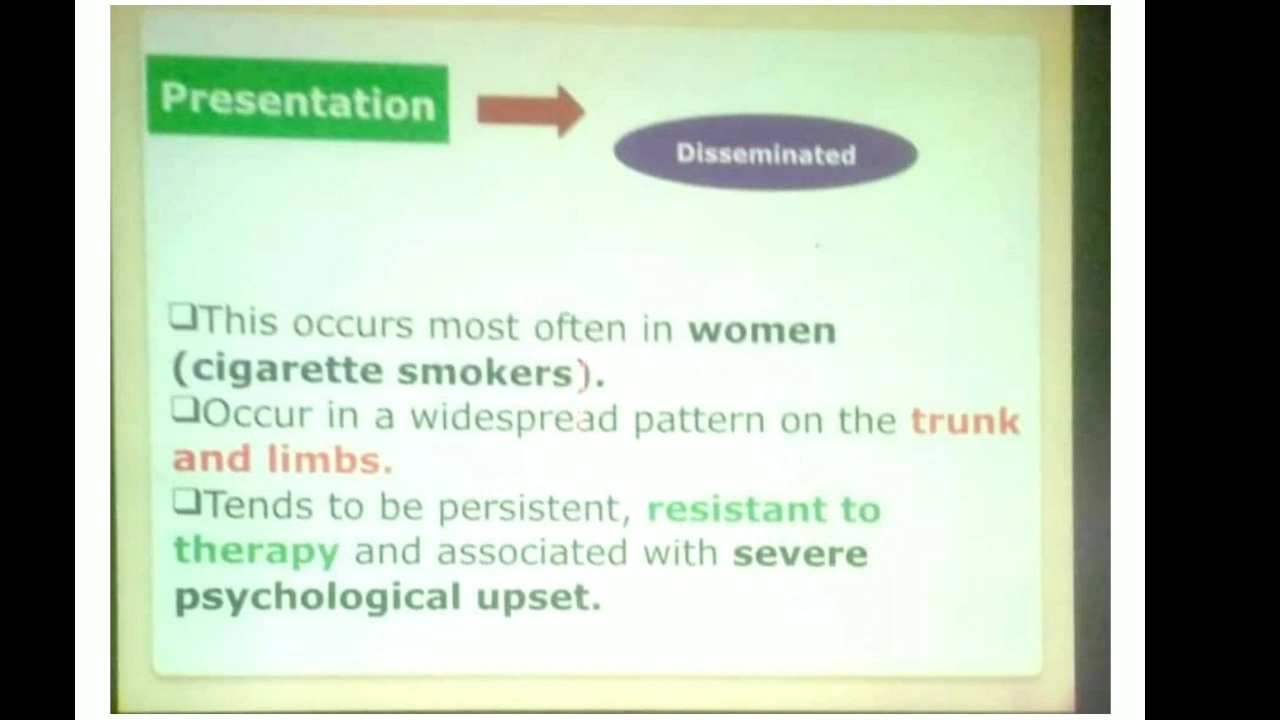 Presentation
Disseminated
❑This occurs most often in women
(cigarette smokers).
❑Occur in a widespread pattern on the trunk
and limbs.
❑Tends to be persistent, resistant to
therapy and associated with severe
psychological upset.